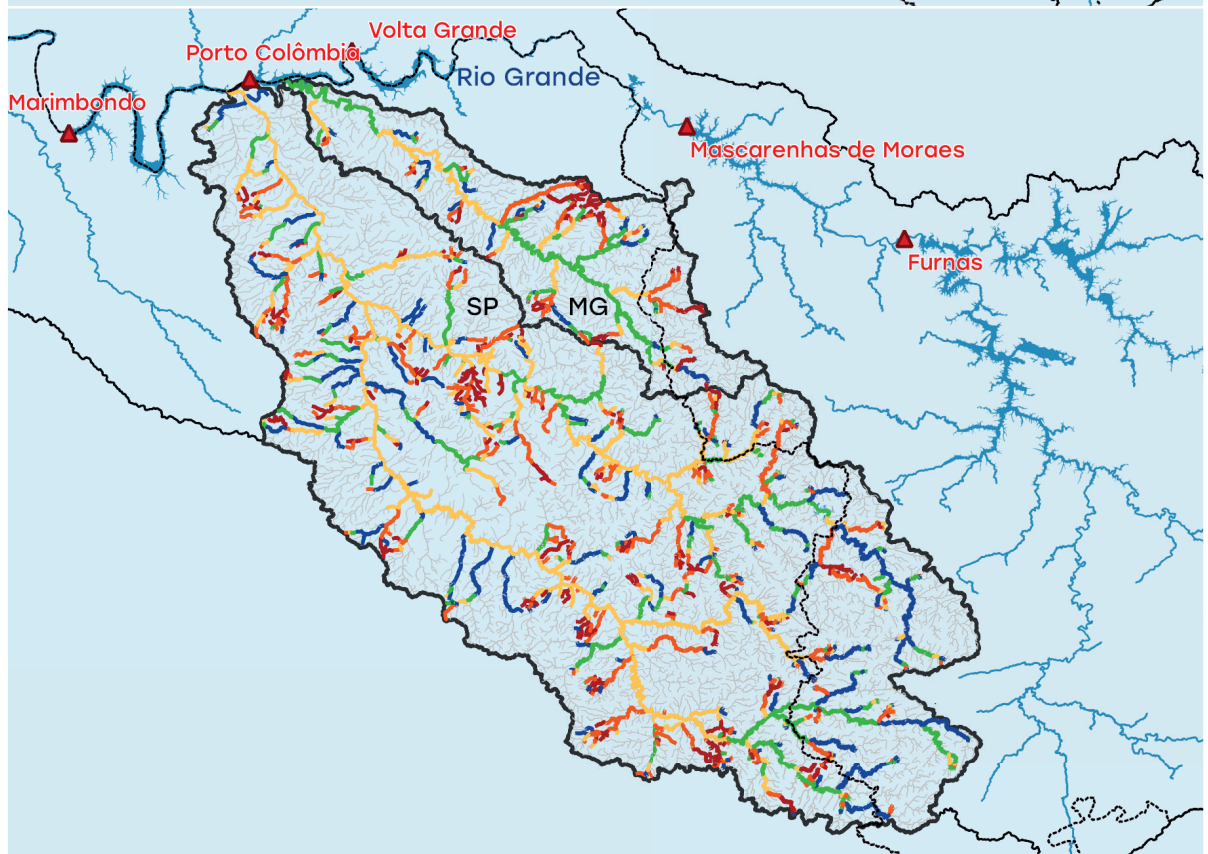 Volta Grande
Porto Colômbia
Rio Grande
Marimbondo
Mascarenhas de Moraes
Furnas
SP
MG